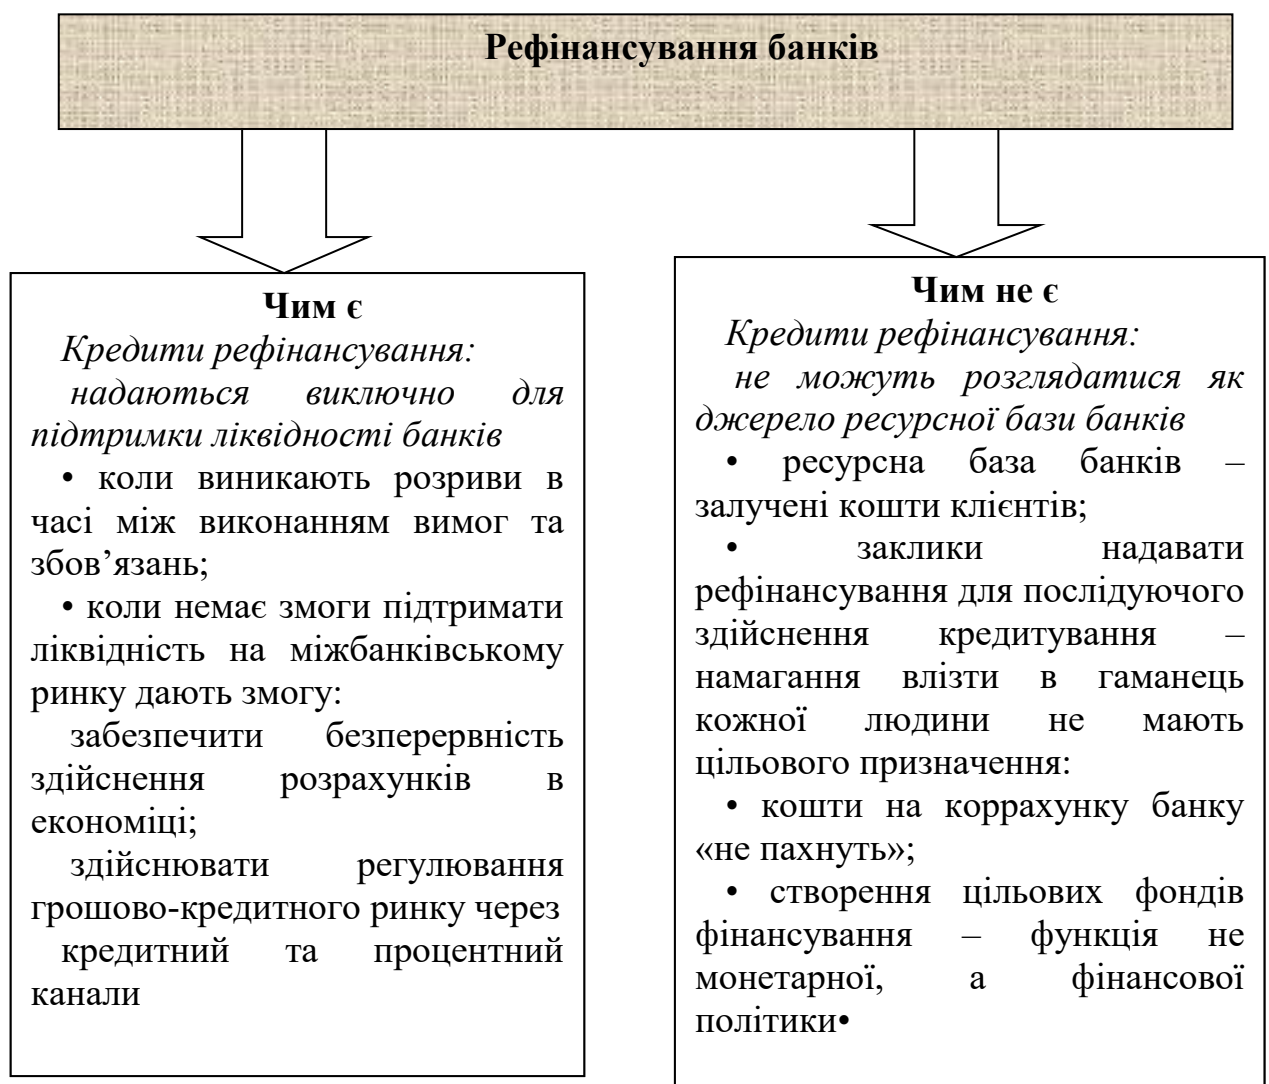 Рефінансування банків
Чим є
Кредити рефінансування:
надаються виключно для
підтримки ліквідності банків
• коли виникають розриви в
часі між виконанням вимог та
збов’язань;
• коли немає змоги підтримати
ліквідність на міжбанківському
ринку дають змогу:
забезпечити безперервність
здійснення розрахунків в
економіці;
здійснювати регулювання
грошово-кредитного ринку через
кредитний та процентний
канали
Чим не є
Кредити рефінансування:
не можуть розглядатися як
джерело ресурсної бази банків
• ресурсна база банків –
залучені кошти клієнтів;
• заклики надавати
рефінансування для послідуючого
здійснення кредитування –
намагання влізти в гаманець
кожної людини не мають
цільового призначення:
• кошти на коррахунку банку
«не пахнуть»;
• створення цільових фондів
фінансування – функція не
монетарної, а фінансової
політики•